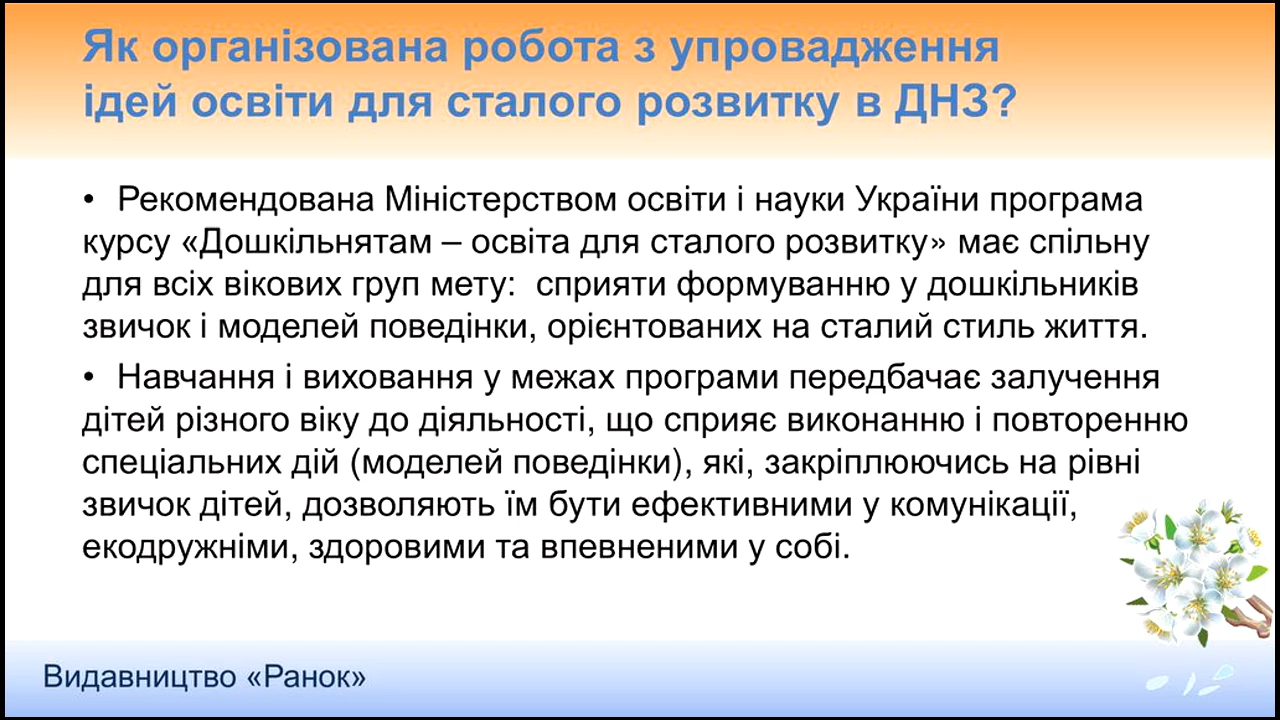 Як організована робота з упровадження
ідей освіти для сталого розвитку в ДНЗ?
• Рекомендована Міністерством освіти і науки України програма
курсу «Дошкільнятам – освіта для сталого розвитку» має спільну
для всіх вікових груп мету: сприяти формуванню у дошкільників
звичок і моделей поведінки, орієнтованих на сталий стиль життя.
• Навчання і виховання у межах програми передбачає залучення
дітей різного віку до діяльності, що сприяє виконанню і повторенню
спеціальних дій (моделей поведінки), які, закріплюючись на рівні
звичок дітей, дозволяють їм бути ефективними у комунікації,
екодружніми, здоровими та впевненими у собі.
Видавництво «Ранок»